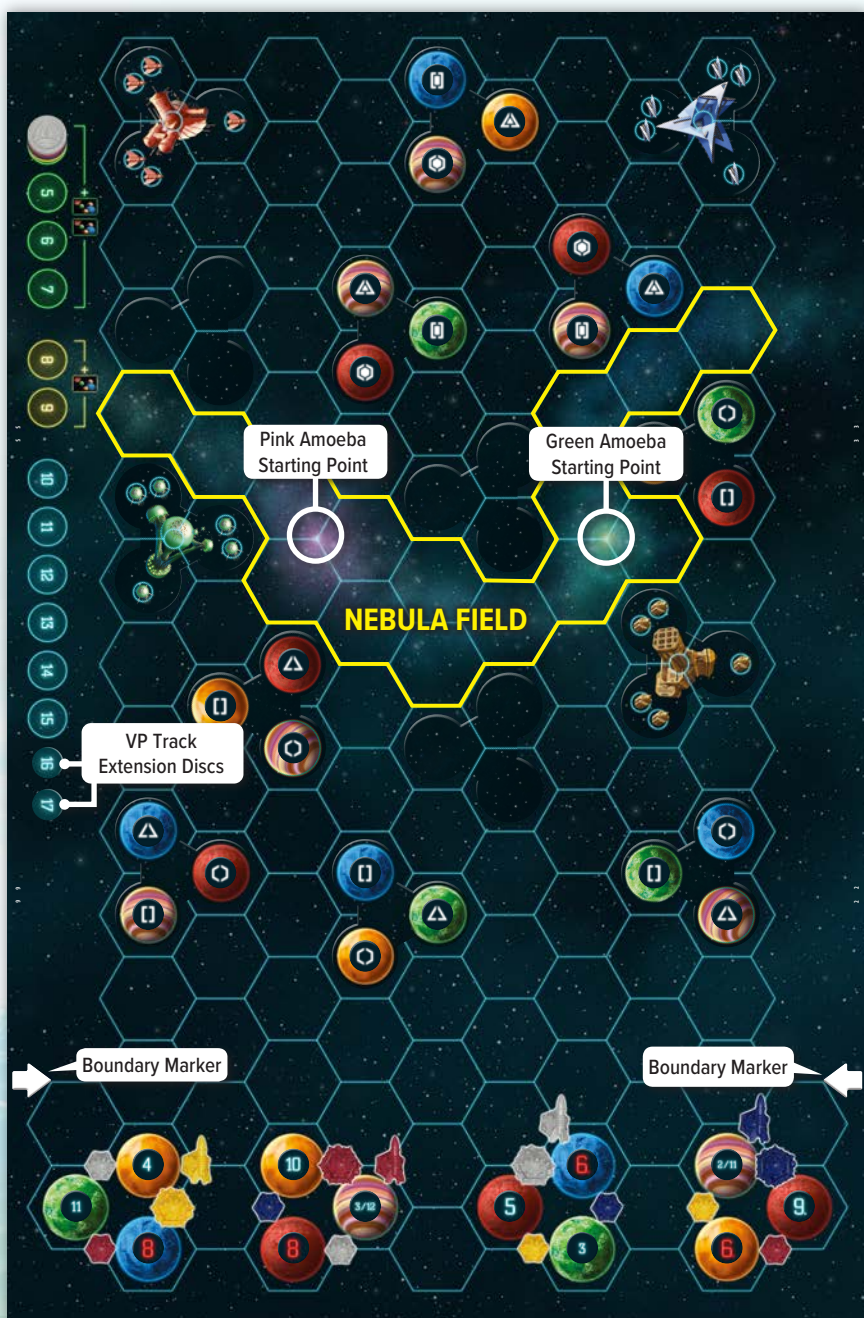 5
6
7
8
9
10
11
12
13
14
15
16
17
Pink Amoeba
Starting Point
Green Amoeba
Starting Point
NEBULA FIELD
VP Track
Extension Discs
Boundary Marker
Boundary Marker
4
11
8
10
3/12
8
6.
5
3
2/11
9.
6.